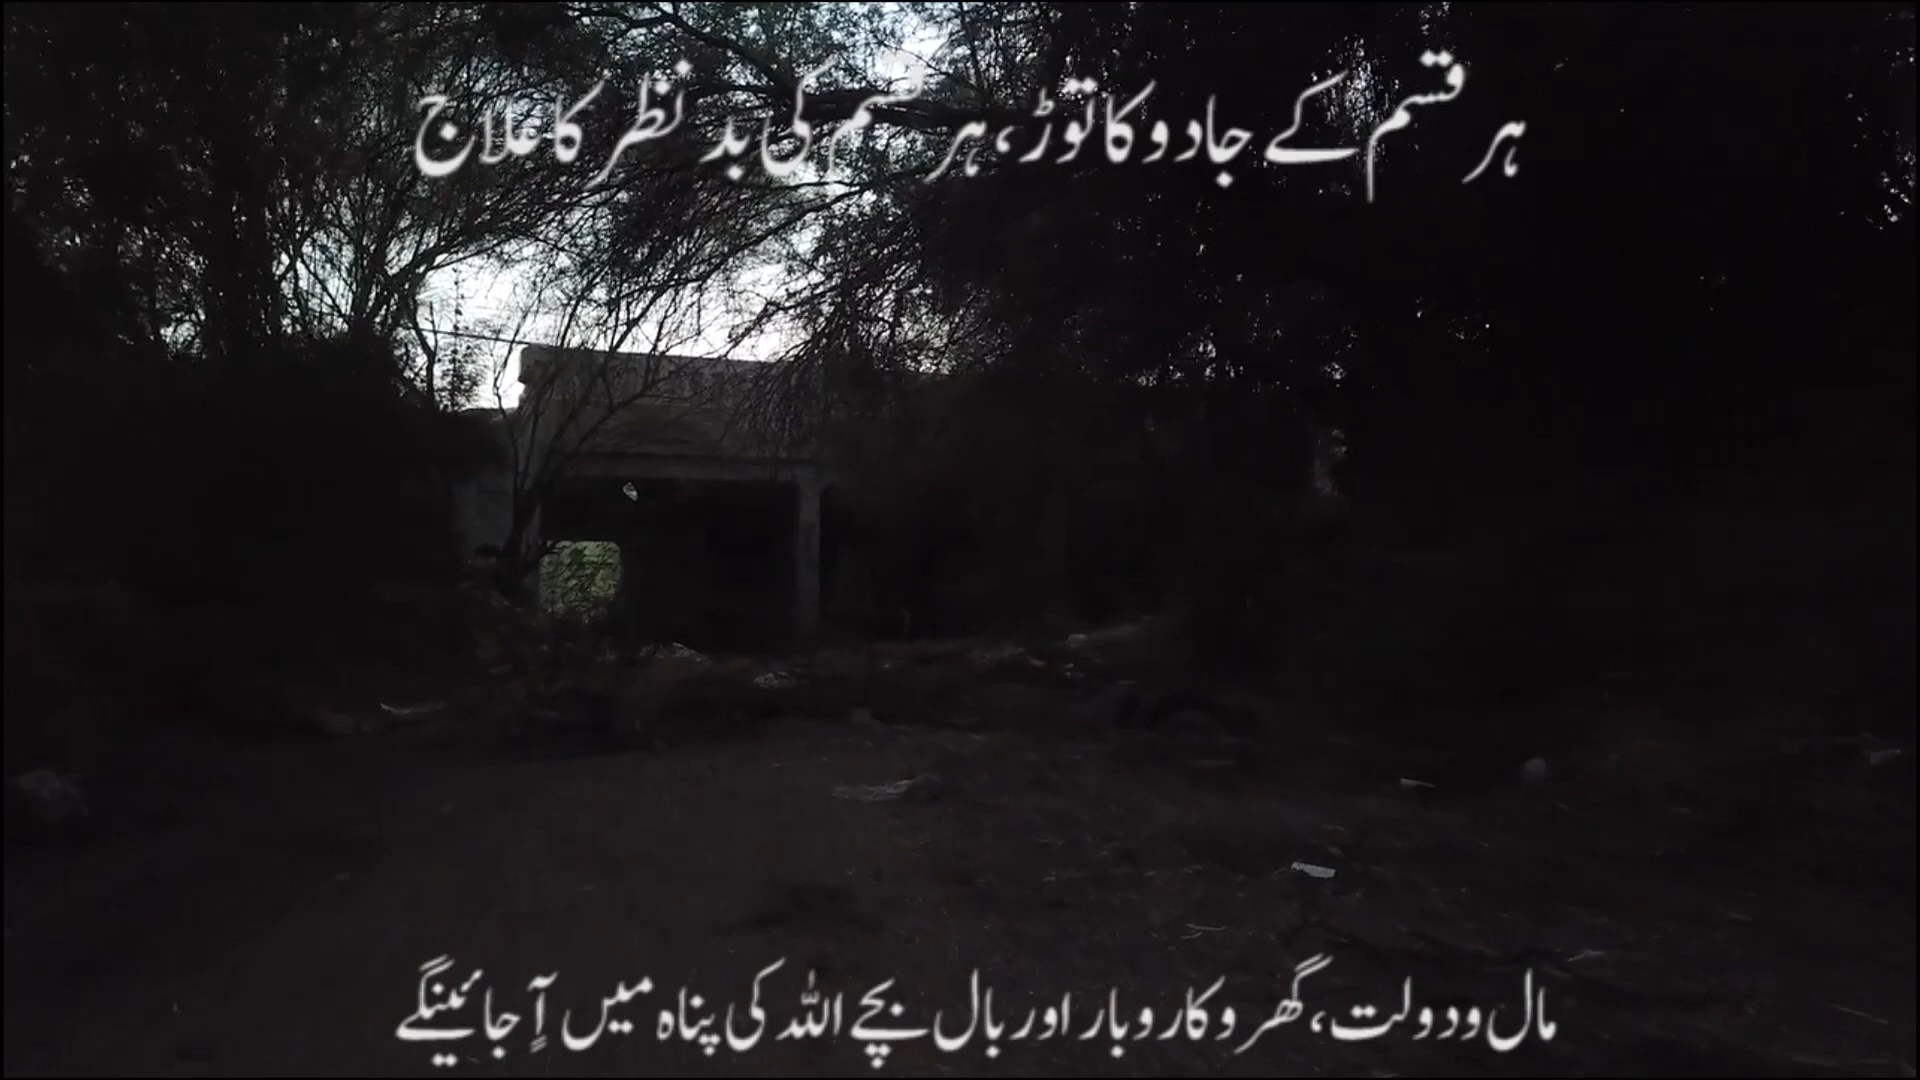 ہر قسم کے جادو کا توڑ، ہر قسم کی بد نظر کا علاج
مال و دولت، گھر و کاروبار اور بال بچے اللہ کی پناہ میں آجائینگے